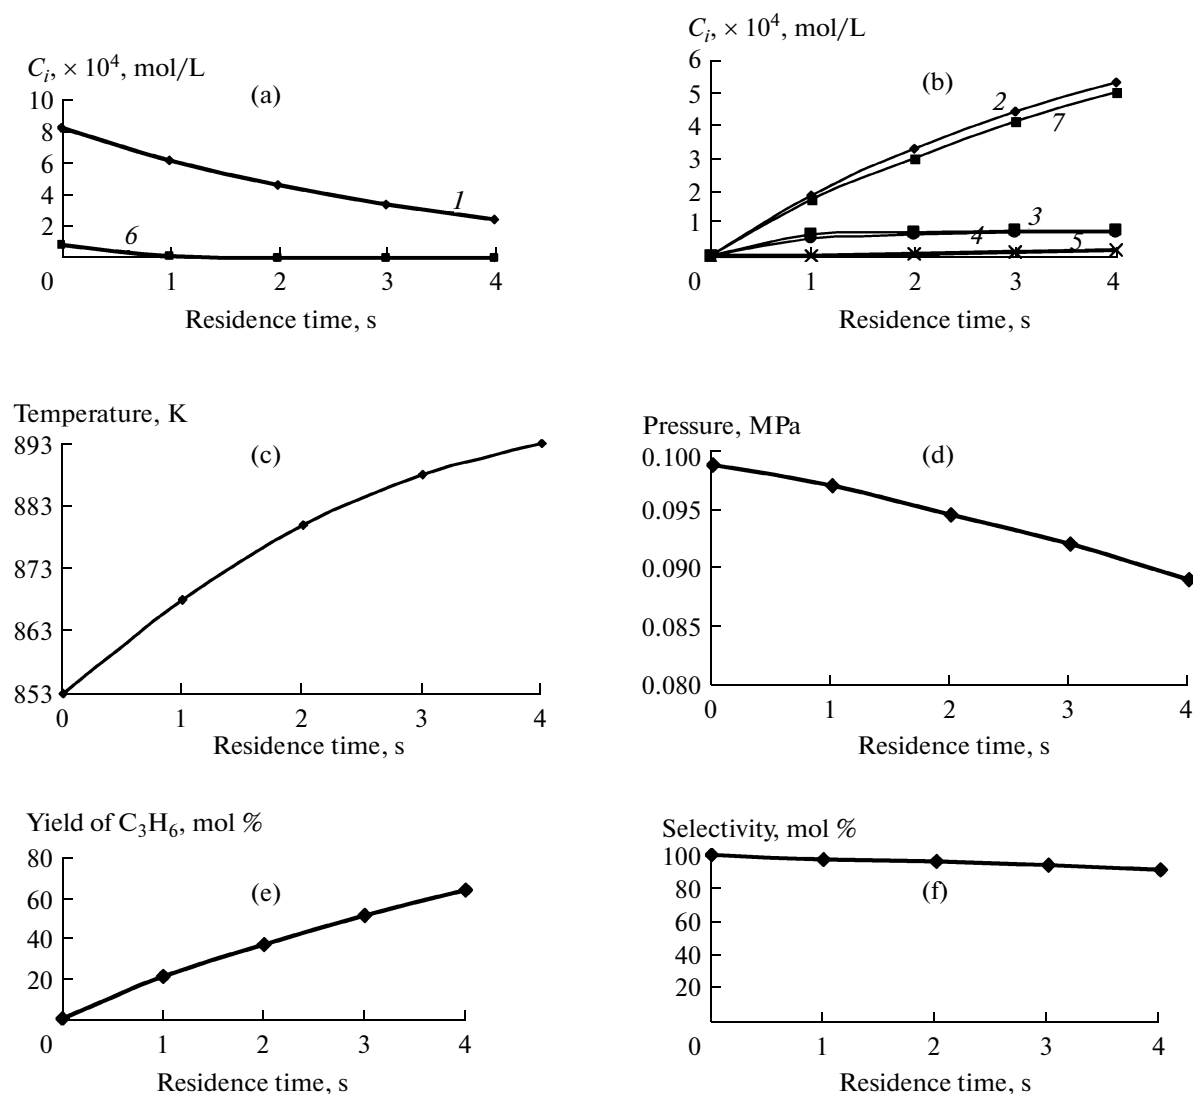 C_i, × 10⁴, mol/L
(a)
10
8
6
4
2
1
6
0 1 2 3 4
Residence time, s
C_i, × 10⁴, mol/L
(b)
6
5
4
3
2
1
2
7
3
4
5
0 1 2 3 4
Residence time, s
Temperature, K
(c)
893
883
873
863
853
0 1 2 3 4
Residence time, s
Pressure, MPa
(d)
0.100
0.095
0.090
0.085
0.080
0 1 2 3 4
Residence time, s
Yield of C₃H₆, mol %
(e)
80
60
40
20
0 1 2 3 4
Residence time, s
Selectivity, mol %
(f)
100
80
60
40
20
0 1 2 3 4
Residence time, s